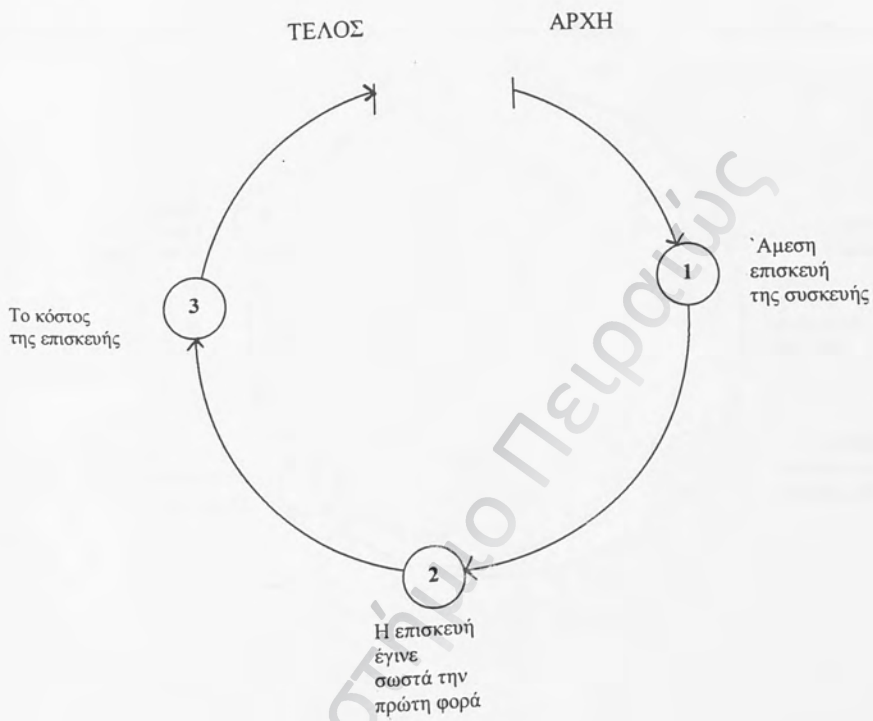 ΤΕΛΟΣ
ΑΡΧΗ
1
`Αμεση
επισκευή
της συσκευής
2
Η επισκευή
έγινε
σωστά την
πρώτη φορά
3
Το κόστος
της επισκευής
Πειραιώς